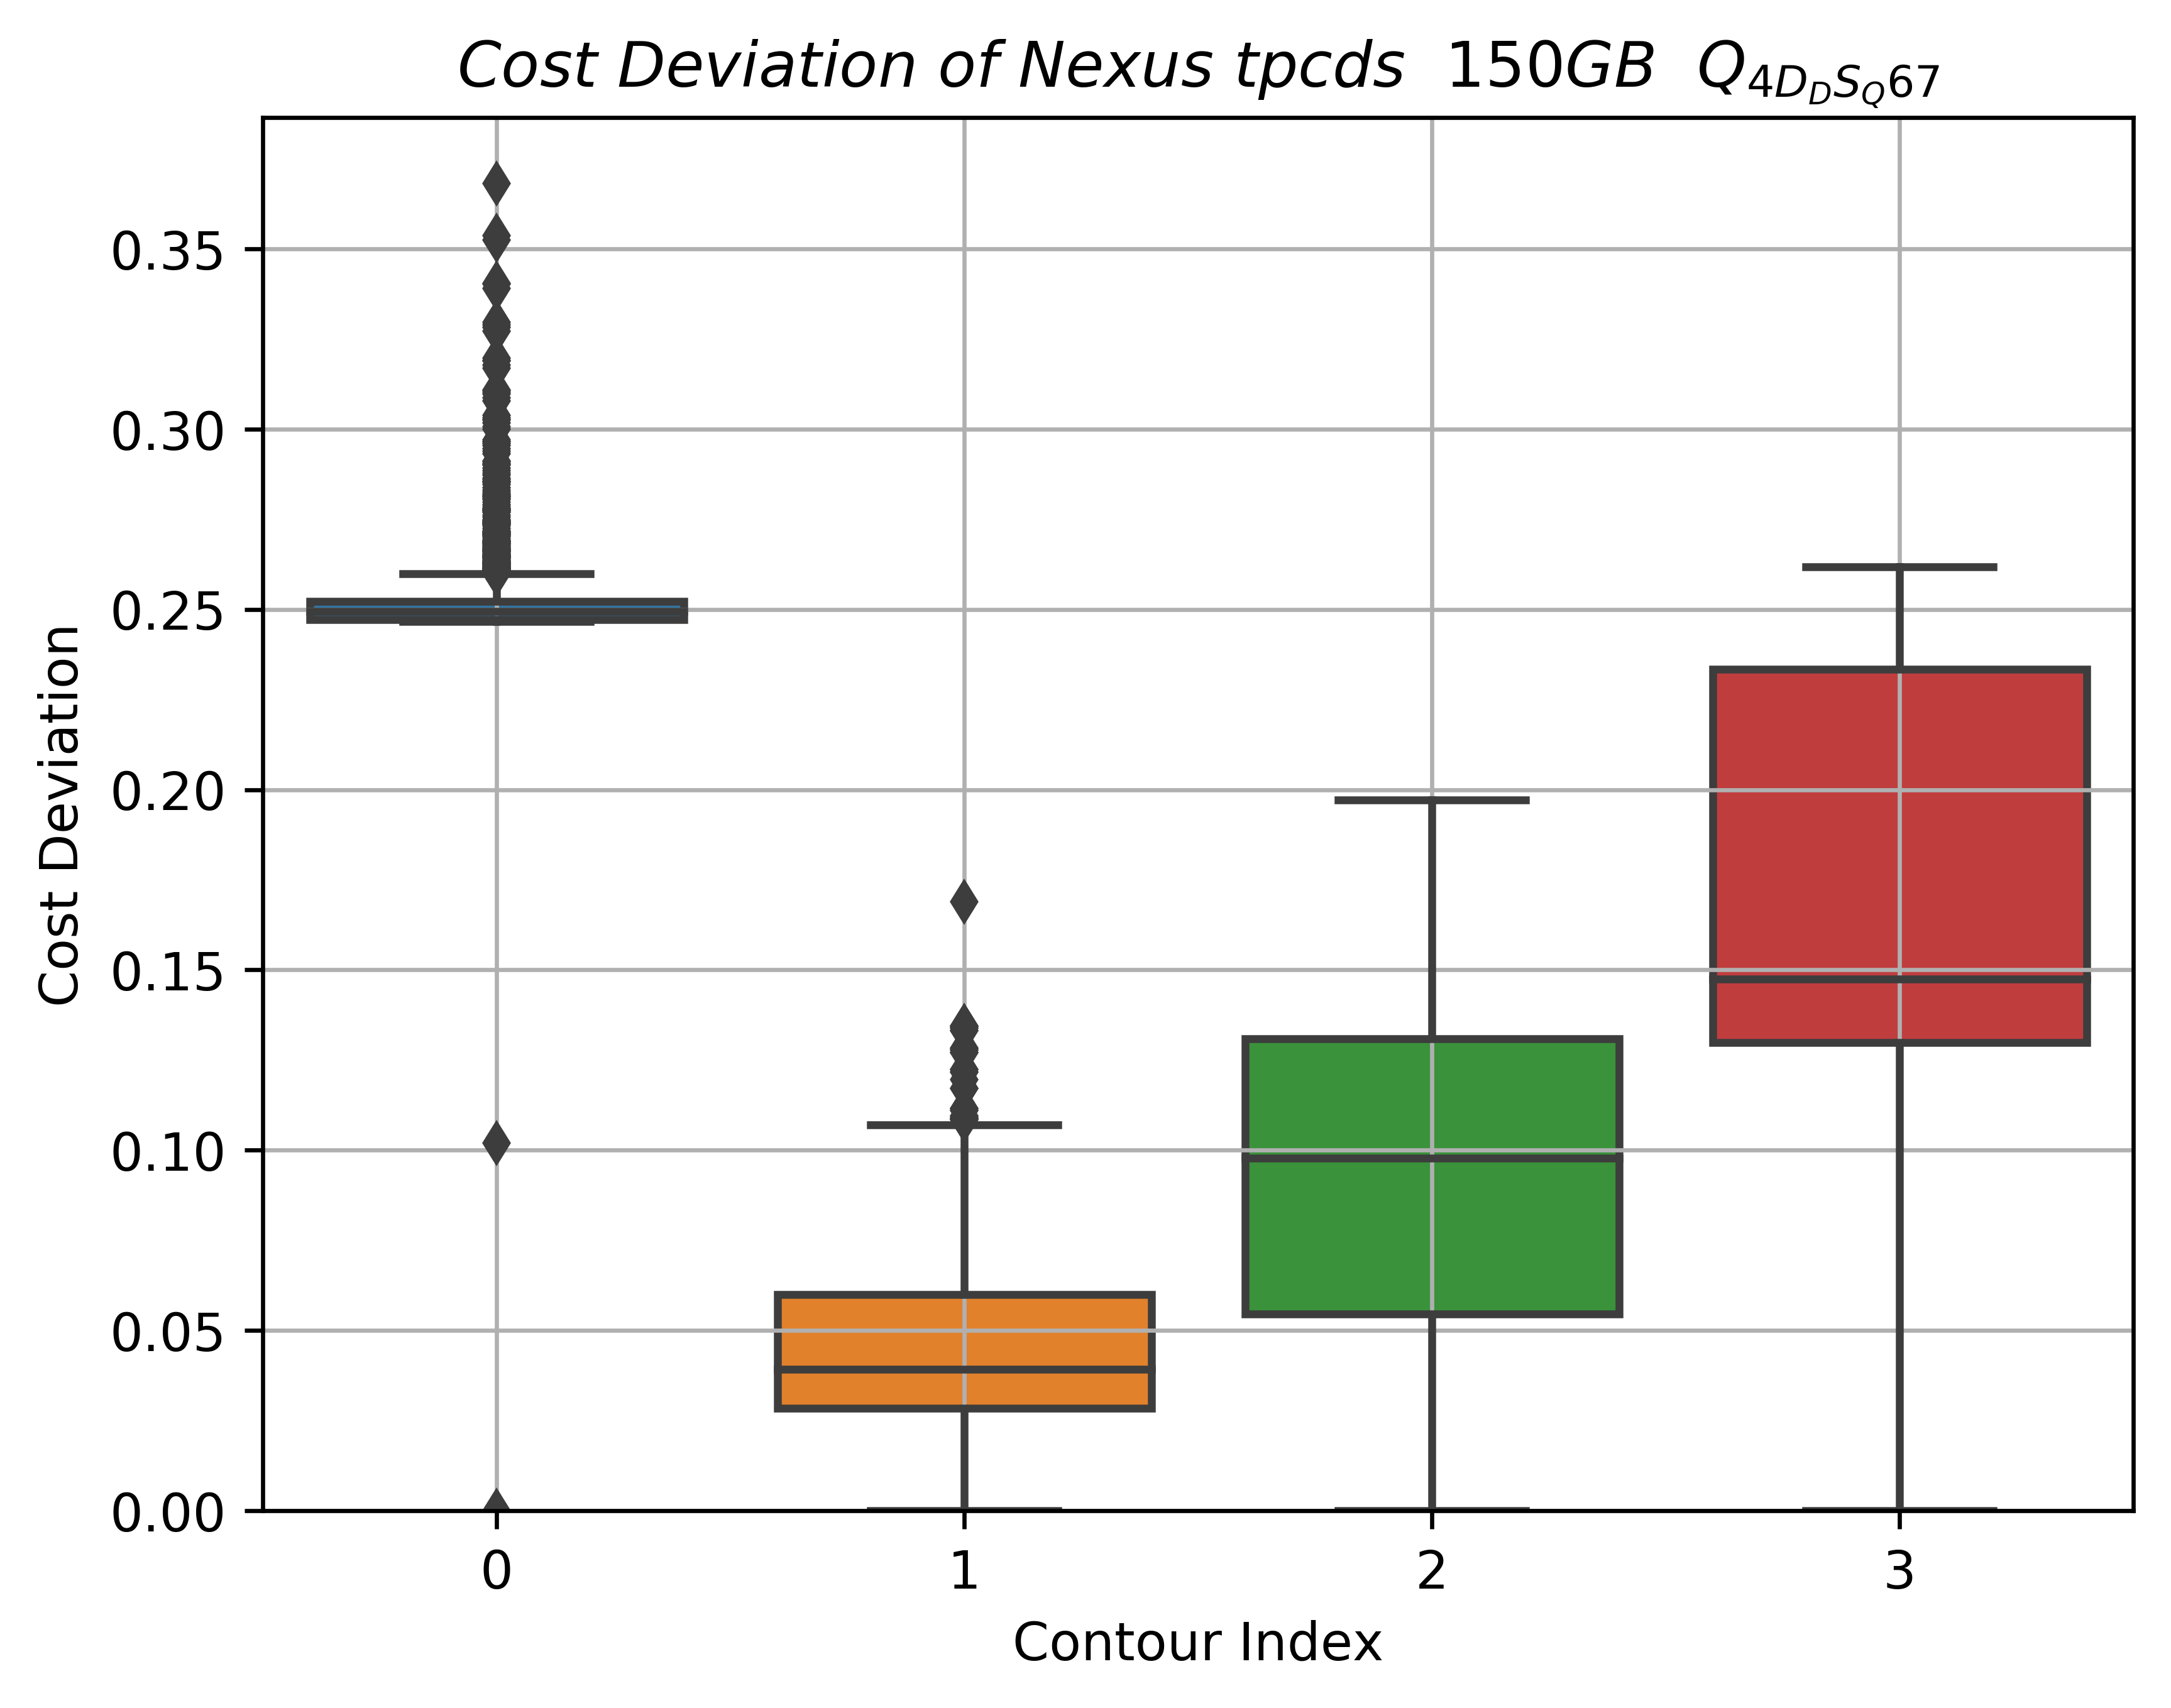 Cost Deviation of Nexus tpcds 150GB Q4DDSQ67
0.35
0.30
0.25
0.20
0.15
0.10
0.05
0.00
Cost Deviation
0 1 2 3
Contour Index